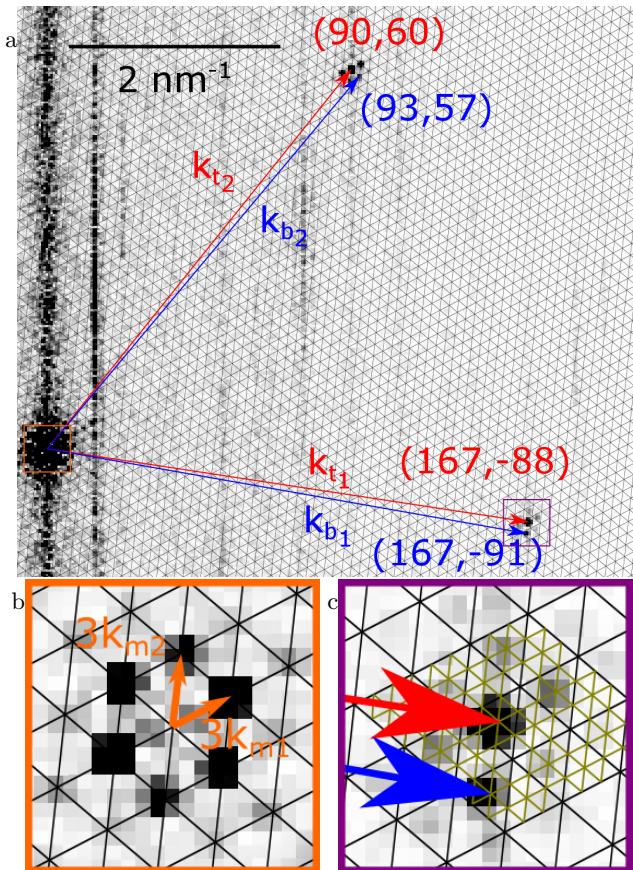 a
(90,60)
2 nm-1
(93,57)
kt2
kb2
kt1
(167,-88)
kb1
(167,-91)
b
c
3km2
3km1